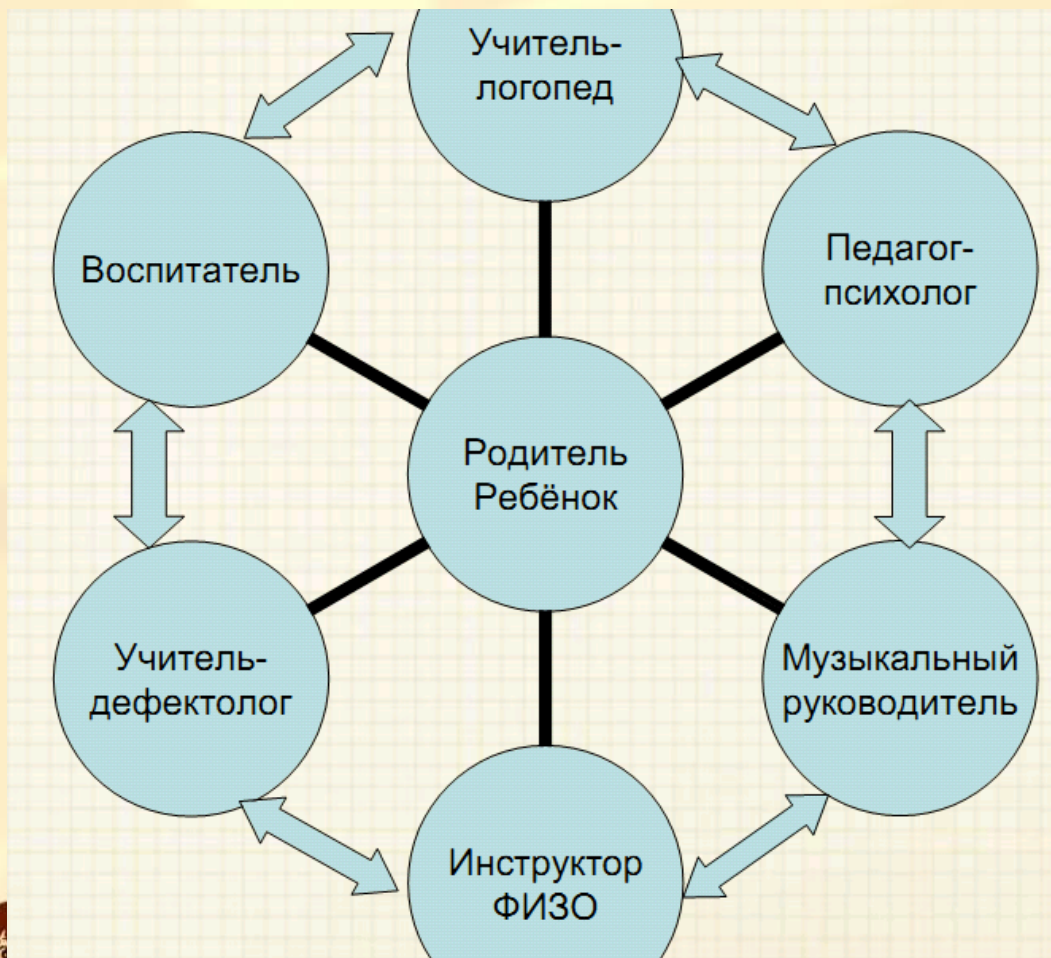 Учитель-
логопед
Воспитатель
Педагог-
психолог
Родитель
Ребёнок
Учитель-
дефектолог
Музыкальный
руководитель
Инструктор
ФИЗО